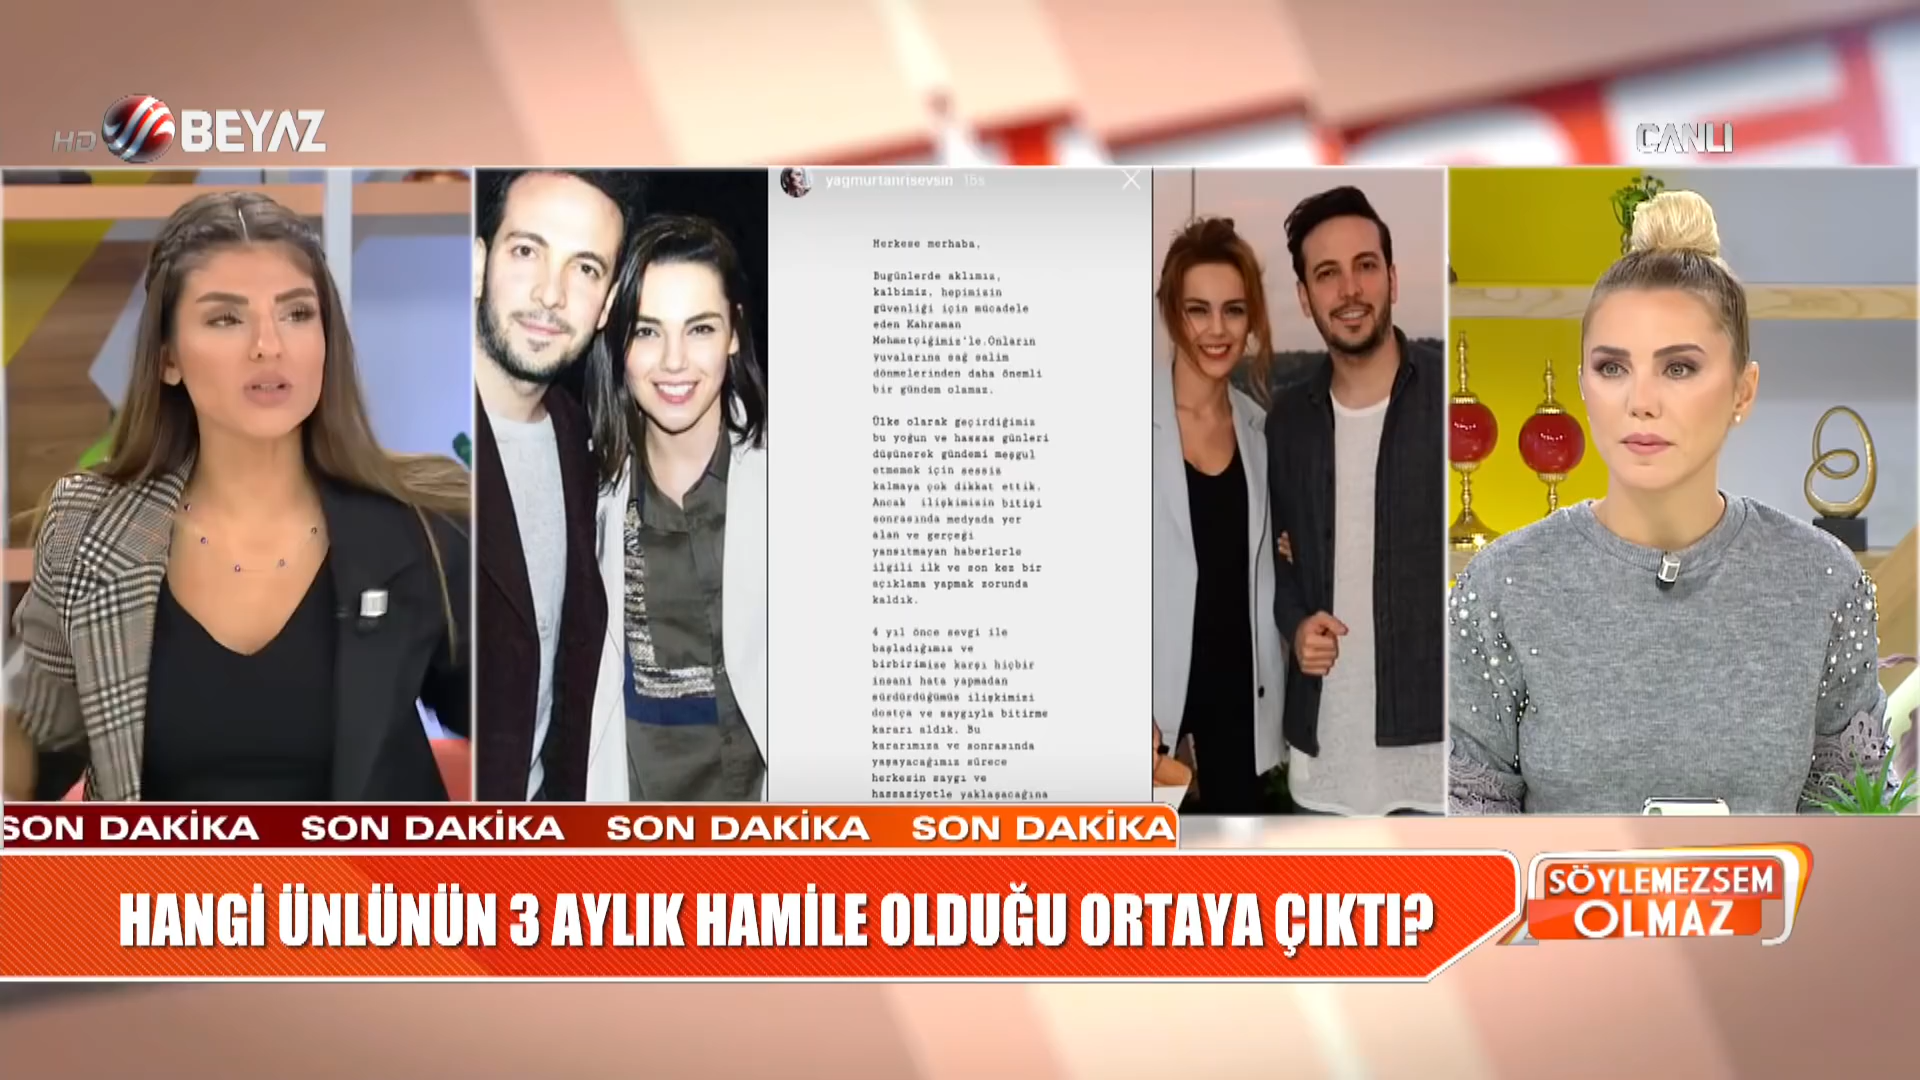 HD BEYAZ
CANLI
yagmurtanrisevsin 15s
Herkese merhaba,
Bugünlerde aklımız,
kalbimiz, hepimizin
güvenliği için mücadele
eden Kahraman
Mehmetçiğimiz'le.Onların
yuvalarına sağ salim
dönmelerinden daha önemli
bir gündem olamaz.
Ülke olarak geçirdiğimiz
bu yoğun ve hassas günleri
düşünerek gündemi meşgul
etmemek için sessiz
kalmaya çok dikkat ettik.
Ancak ilişkimizin bitişi
sonrasında medyada yer
alan ve gerçeği
yansıtmayan haberlerle
ilgili ilk ve son kez bir
açıklama yapmak zorunda
kaldık.
4 yıl önce sevgi ile
başladığımız ve
birbirimize karşı hiçbir
insani hata yapmadan
sürdürdüğümüz ilişkimizi
dostça ve saygıyla bitirme
kararı aldık. Bu
kararımıza ve sonrasında
yaşayacağımız sürece
herkesin saygı ve
hassasiyetle yaklaşacağına
SON DAKİKA SON DAKİKA SON DAKİKA SON DAKİKA
HANGİ ÜNLÜNÜN 3 AYLIK HAMİLE OLDUĞU ORTAYA ÇIKTI?
SÖYLEMEZSEM
OLMAZ